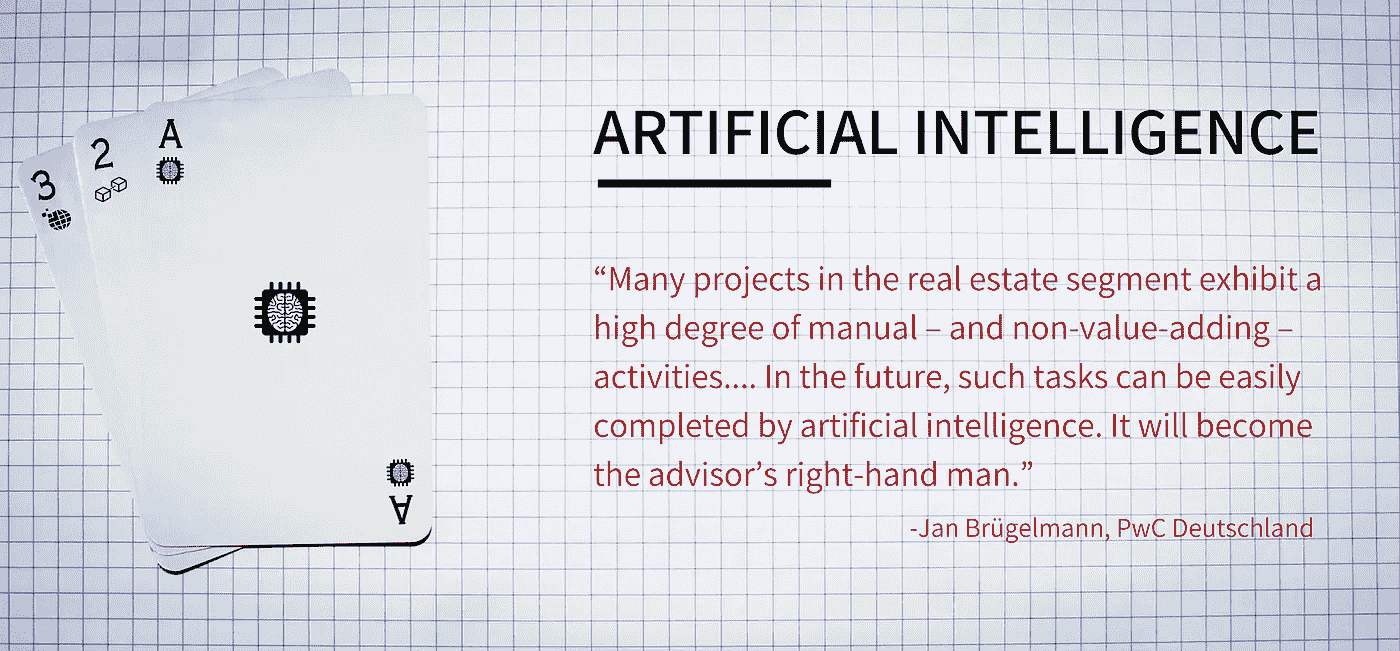 3
2
A
A
ARTIFICIAL INTELLIGENCE
“Many projects in the real estate segment exhibit a
high degree of manual – and non-value-adding –
activities.... In the future, such tasks can be easily
completed by artificial intelligence. It will become
the advisor’s right-hand man.”
-Jan Brügelmann, PwC Deutschland